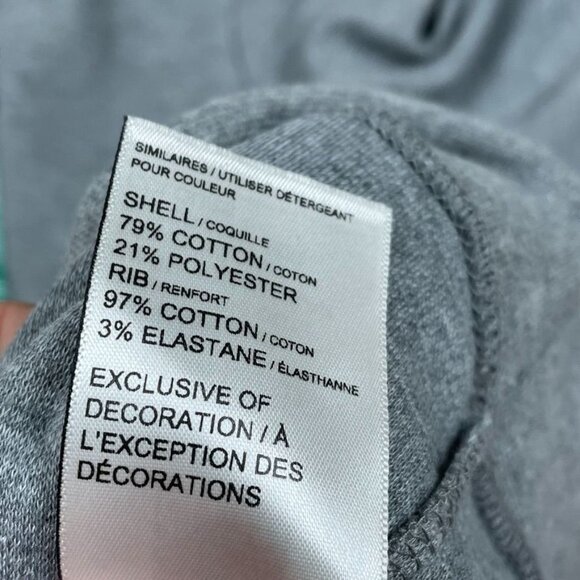 SIMILAIRES / UTILISER DÉTERGEANT
POUR COULEUR
SHELL / COQUILLE
79% COTTON / COTON
21% POLYESTER
RIB / RENFORT
97% COTTON / COTON
3% ELASTANE / ÉLASTHANNE
EXCLUSIVE OF
DECORATION / À
L'EXCEPTION DES
DÉCORATIONS